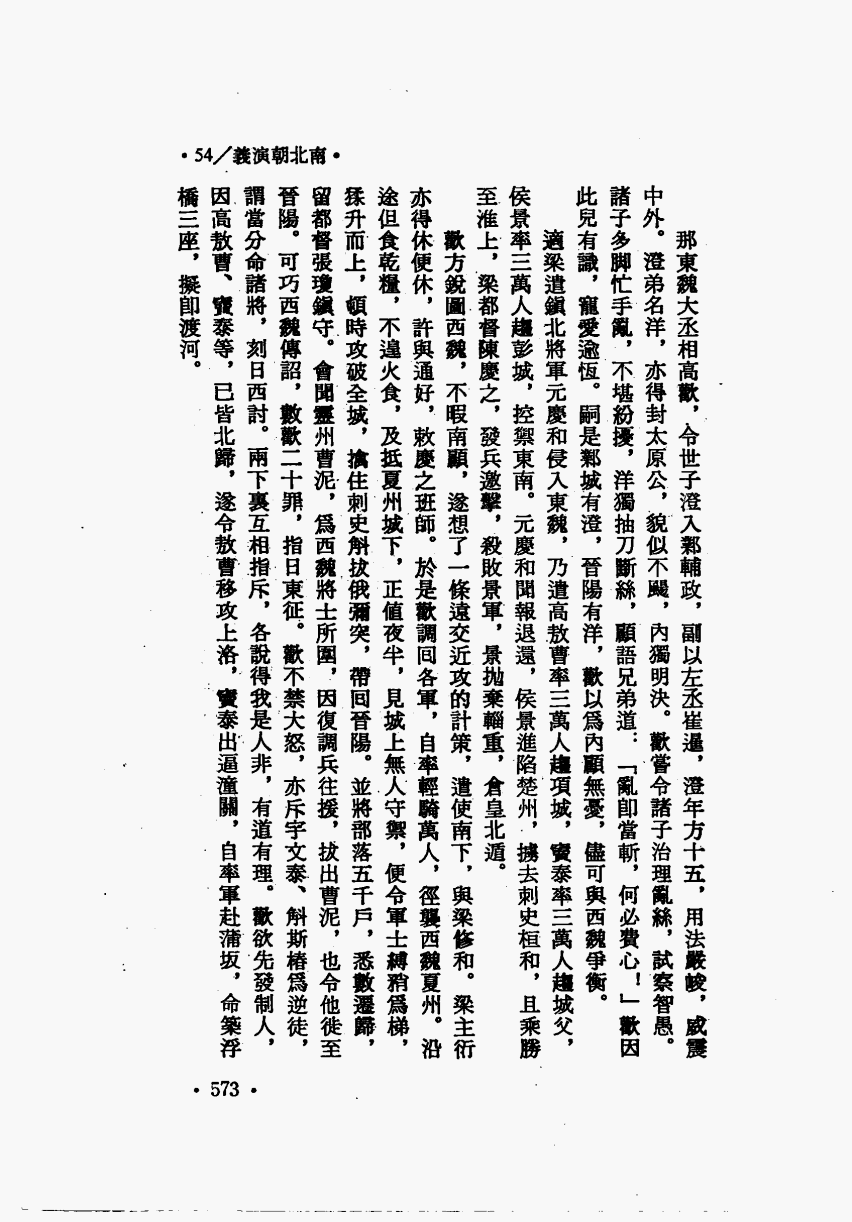 •54／義演朝北南•
那東魏大丞相高歡，令世子澄入鄴輔政，副以左丞崔暹，澄年方十五，用法嚴峻，威震
中外。澄弟名洋，亦得封太原公，貌似不颺，內獨明決。歡嘗令諸子治理亂絲，試察智愚。
諸子多脚忙手亂，不堪紛擾，洋獨抽刀斷絲，顧語兄弟道：「亂卽當斬，何必費心！」歡因
此兒有識，寵愛逾恆。嗣是鄴城有澄，晉陽有洋，歡以爲內顧無憂，儘可與西魏爭衡。
適梁遣鎭北將軍元慶和侵入東魏，乃遣高敖曹率三萬人趨項城，竇泰率三萬人趨城父，
侯景率三萬人趨彭城，控禦東南。元慶和聞報退還，侯景進陷楚州，擄去刺史桓和，且乘勝
至淮上，梁都督陳慶之，發兵邀擊，殺敗景軍，景拋棄輜重，倉皇北遁。
歡方銳圖西魏，不暇南顧，遂想了一條遠交近攻的計策，遣使南下，與梁修和。梁主衍
亦得休便休，許與通好，敕慶之班師。於是歡調回各軍，自率輕騎萬人，徑襲西魏夏州。沿
途但食乾糧，不遑火食，及抵夏州城下，正値夜半，見城上無人守禦，便令軍士縛矟爲梯，
猱升而上，頓時攻破全城，擒住刺史斛拔俄彌突，帶回晉陽。並將部落五千戶，悉數遷歸，
留都督張瓊鎭守。會聞靈州曹泥，爲西魏將士所圍，因復調兵往援，拔出曹泥，也令他徙至
晉陽。可巧西魏傳詔，數歡二十罪，指日東征。歡不禁大怒，亦斥宇文泰、斛斯椿爲逆徒，
謂當分命諸將，刻日西討。兩下裏互相指斥，各說得我是人非，有道有理。歡欲先發制人，
因高敖曹、竇泰等，已皆北歸，遂令敖曹移攻上洛，竇泰出逼潼關，自率軍赴蒲坂，命築浮
橋三座，擬卽渡河。
•573•